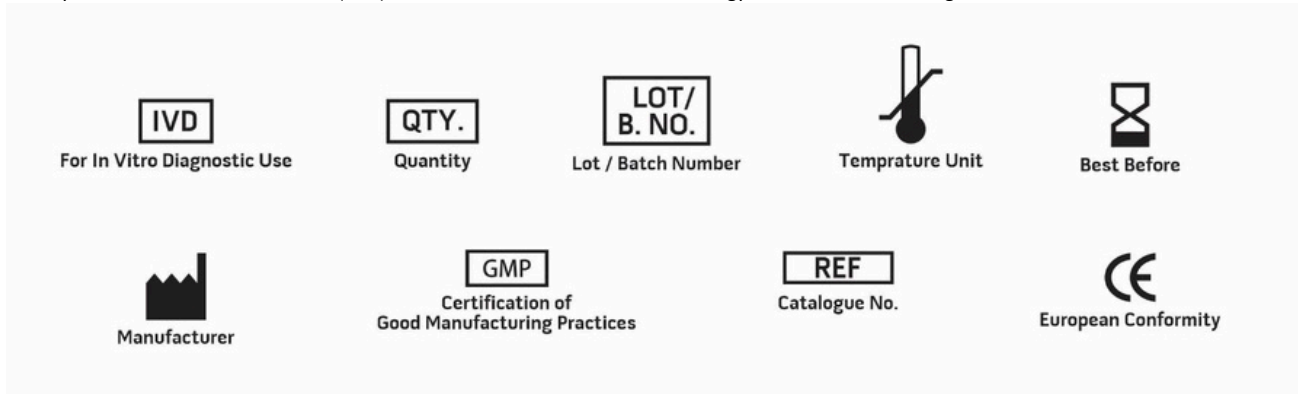 IVD
For In Vitro Diagnostic Use
QTY.
Quantity
LOT/
B. NO.
Lot / Batch Number
Temprature Unit
Best Before
Manufacturer
GMP
Certification of
Good Manufacturing Practices
REF
Catalogue No.
CE
European Conformity